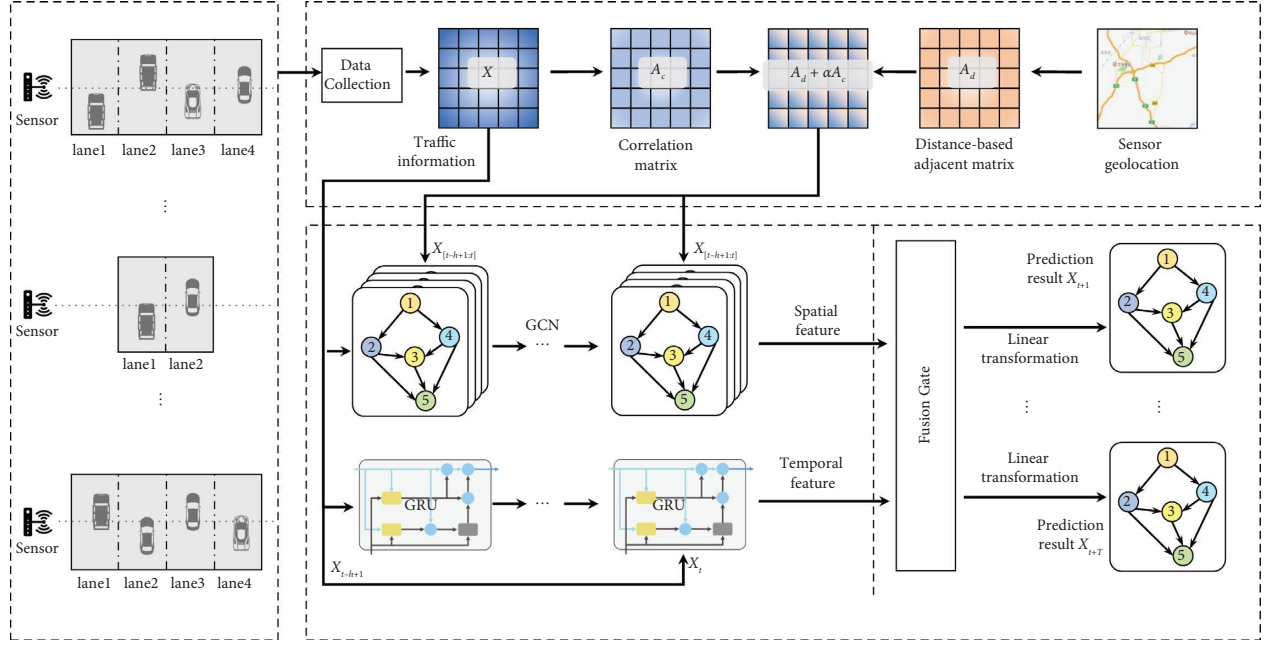 Sensor
lane1 lane2 lane3 lane4
⋮
Sensor
lane1 lane2
⋮
Sensor
lane1 lane2 lane3 lane4
Data
Collection
X
Traffic
information
A_c
Correlation
matrix
A_d + αA_c
A_d
Distance-based
adjacent matrix
Sensor
geolocation
X_[t–h+1:t]
X_[t–h+1:t]
1
2
3
4
5
GCN
...
1
2
3
4
5
Spatial
feature
GRU
...
GRU
Temporal
feature
X_t–h+1
X_t
Fusion Gate
Linear
transformation
Prediction
result X_t+1
1
2
3
4
5
⋮
⋮
Linear
transformation
Prediction
result X_t+T
1
2
3
4
5